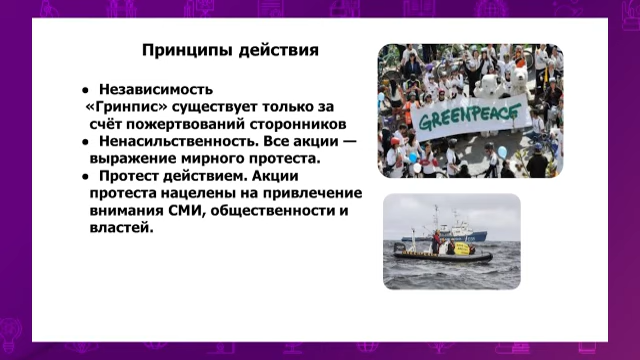 Принципы действия
● Независимость
«Гринпис» существует только за
счёт пожертвований сторонников
● Ненасильственность. Все акции —
выражение мирного протеста.
● Протест действием. Акции
протеста нацелены на привлечение
внимания СМИ, общественности и
властей.
GREENPEACE